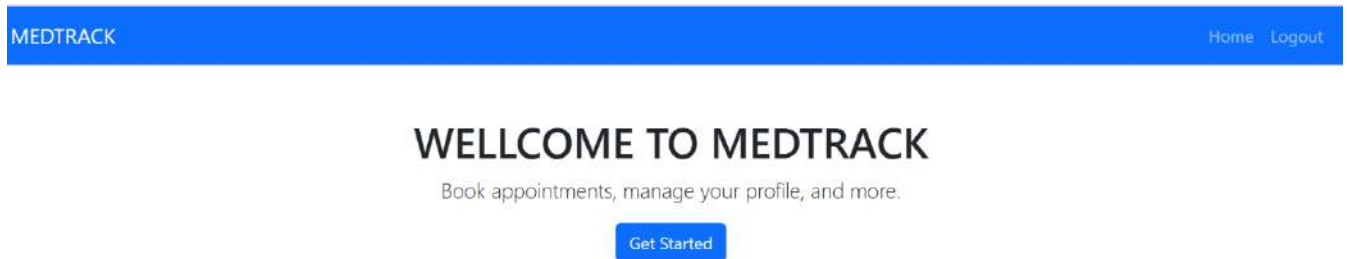 MEDTRACK
Home Logout
WELLCOME TO MEDTRACK
Book appointments, manage your profile, and more.
Get Started